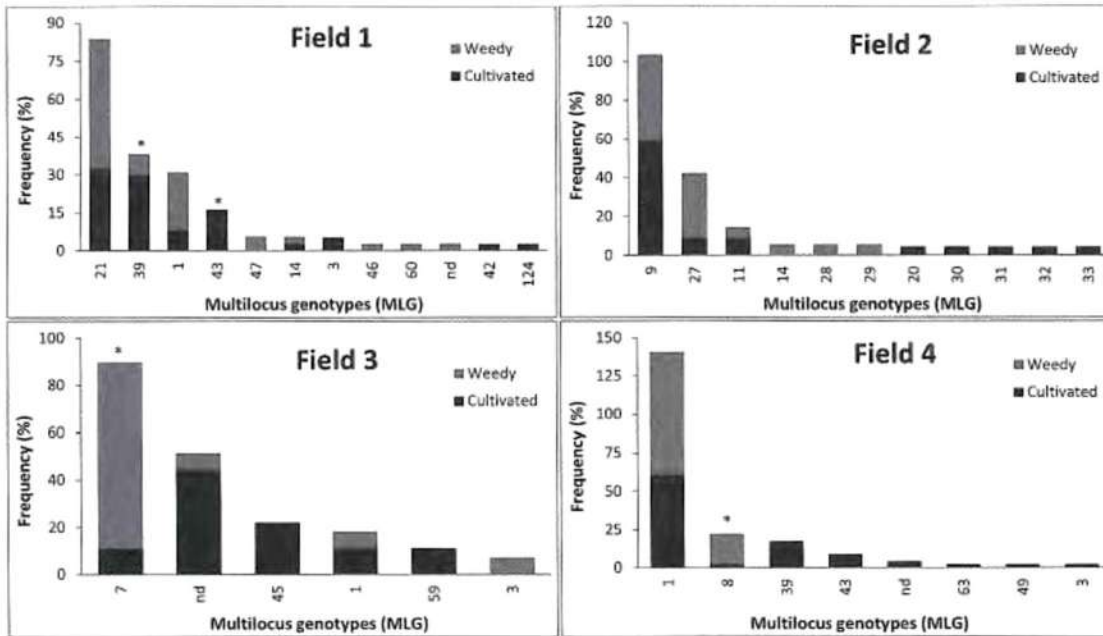 Field 1
90
75
60
45
30
15
0
Frequency (%)
Weedy
Cultivated
*
*
21 39 1 43 47 14 3 46 60 nd 42 124
Multilocus genotypes (MLG)
Field 2
120
100
80
60
40
20
0
Frequency (%)
Weedy
Cultivated
9 27 11 14 28 29 20 30 31 32 33
Multilocus genotypes (MLG)
Field 3
100
80
60
40
20
0
Frequency (%)
Weedy
Cultivated
*
7 nd 45 1 59 3
Multilocus genotypes (MLG)
Field 4
150
125
100
75
50
25
0
Frequency (%)
Weedy
Cultivated
*
1 8 39 43 nd 63 49 3
Multilocus genotypes (MLG)